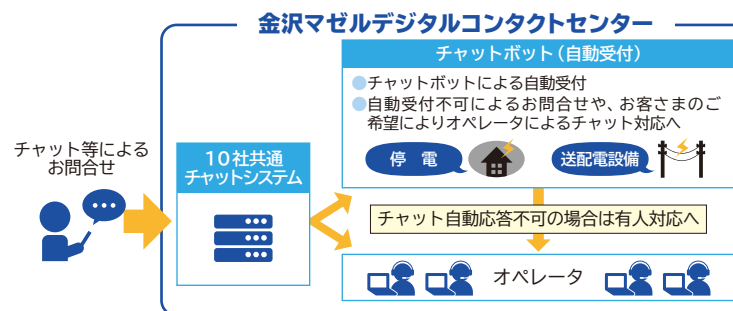 金沢マゼルデジタルコンタクトセンター
チャットボット(自動受付)
●チャットボットによる自動受付
●自動受付不可によるお問合せや、お客さまのご
希望によりオペレータによるチャット対応へ
停 電
送配電設備
チャット等による
お問合せ
10社共通
チャットシステム
チャット自動応答不可の場合は有人対応へ
オペレータ